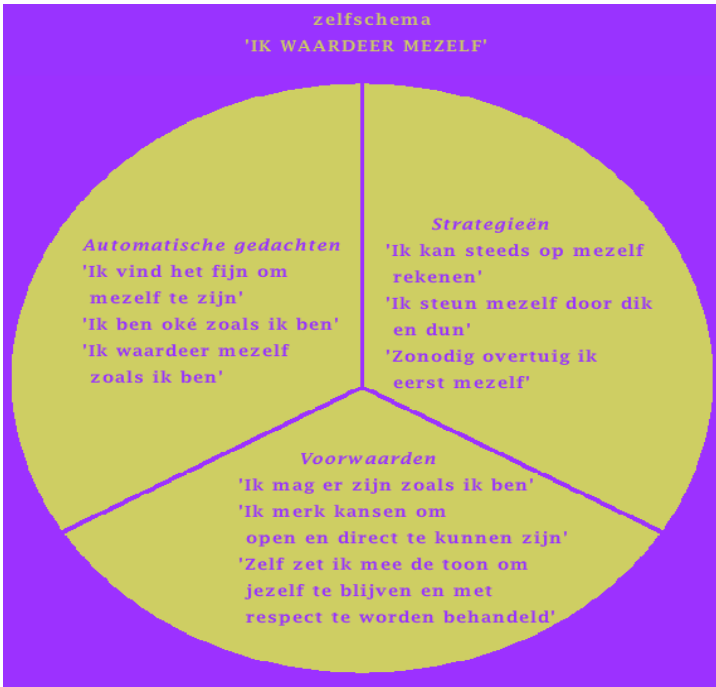 zelfschema
'IK WAARDEER MEZELF'
Automatische gedachten
'Ik vind het fijn om
mezelf te zijn'
'Ik ben oké zoals ik ben'
'Ik waardeer mezelf
zoals ik ben'
Strategieën
'Ik kan steeds op mezelf
rekenen'
'Ik steun mezelf door dik
en dun'
'Zonodig overtuig ik
eerst mezelf'
Voorwaarden
'Ik mag er zijn zoals ik ben'
'Ik merk kansen om
open en direct te kunnen zijn'
'Zelf zet ik mee de toon om
jezelf te blijven en met
respect te worden behandeld'